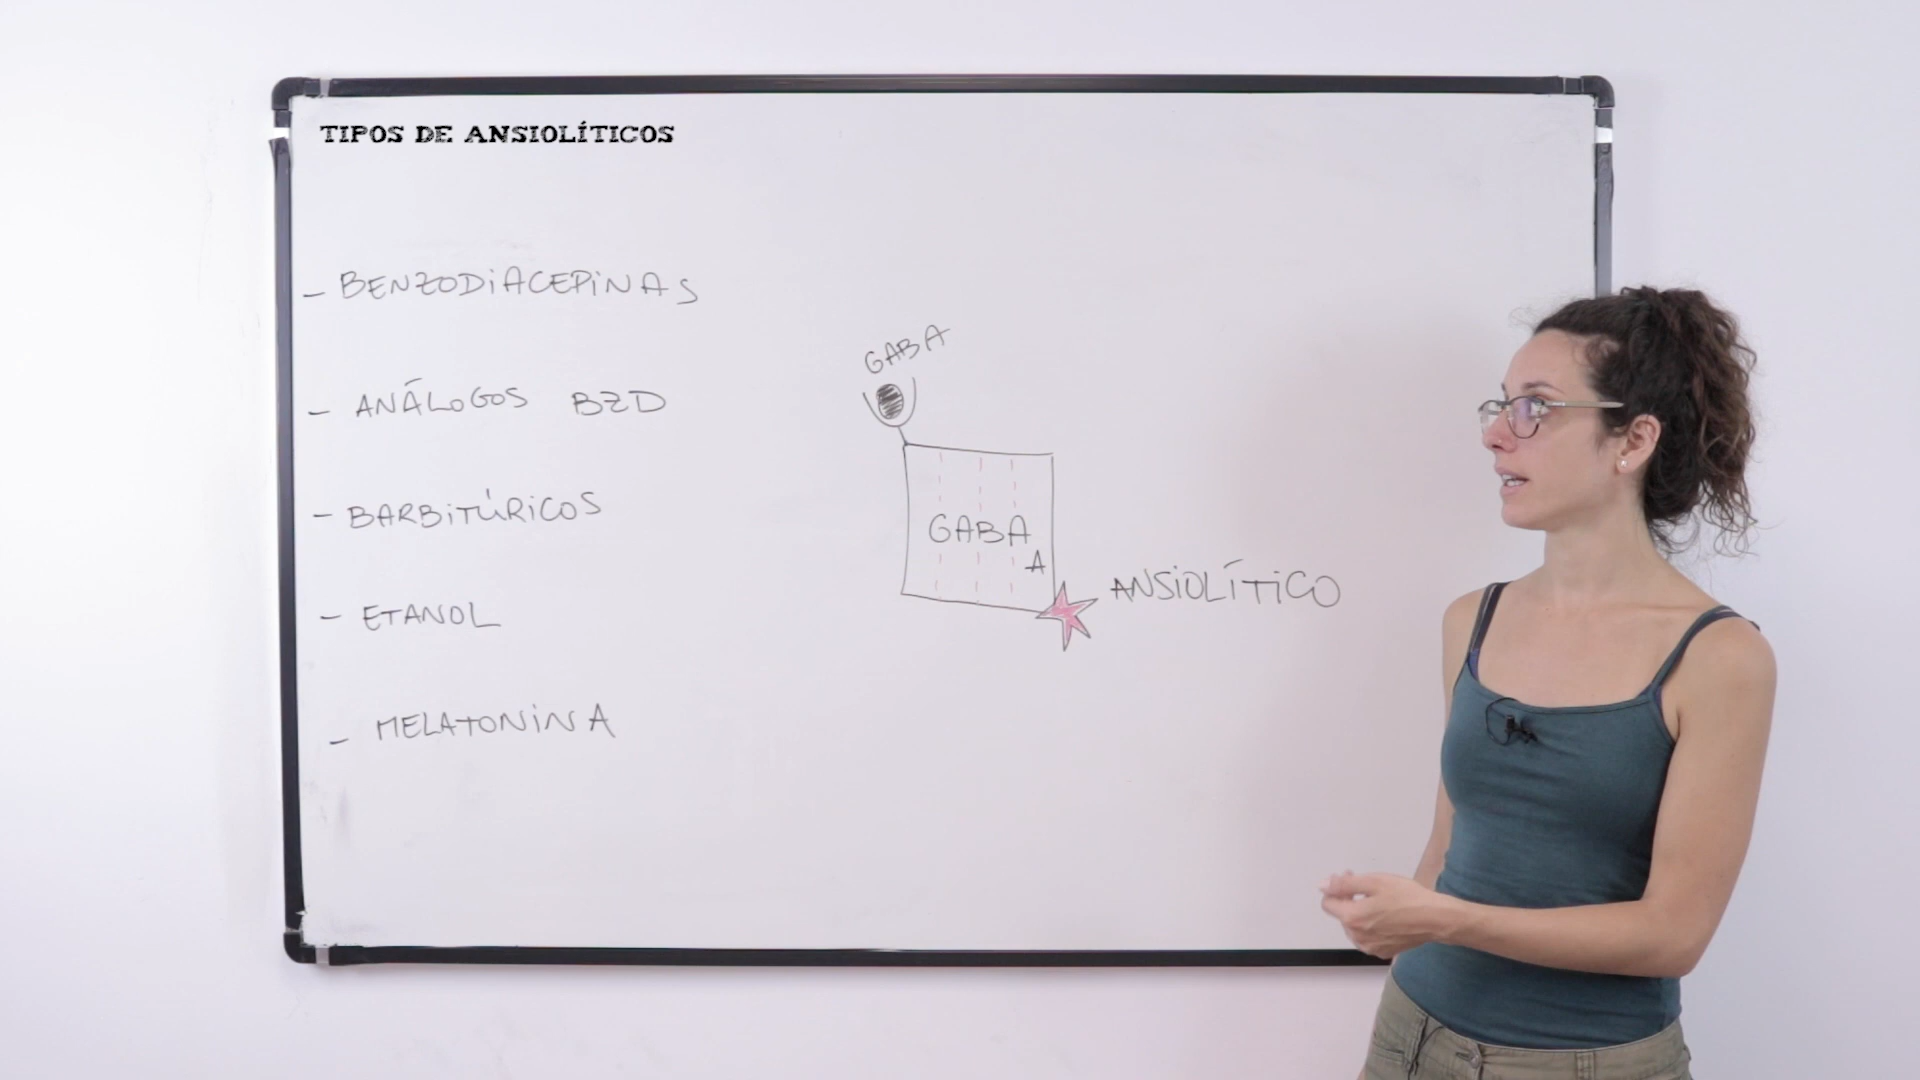 TIPOS DE ANSIOLÍTICOS
- BENZODIACEPINAS
- ANÁLOGOS BZD
- BARBITÚRICOS
- ETANOL
- MELATONINA
GABA
GABA A
ANSIOLÍTICO